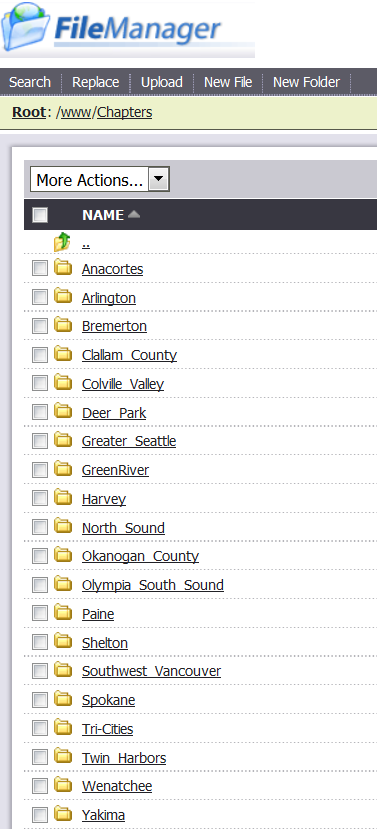 FileManager
Search Replace Upload New File New Folder
Root: /www/Chapters
More Actions...
NAME
..
Anacortes
Arlington
Bremerton
Clallam_County
Colville_Valley
Deer_Park
Greater_Seattle
GreenRiver
Harvey
North_Sound
Okanogan_County
Olympia_South_Sound
Paine
Shelton
Southwest_Vancouver
Spokane
Tri-Cities
Twin_Harbors
Wenatchee
Yakima